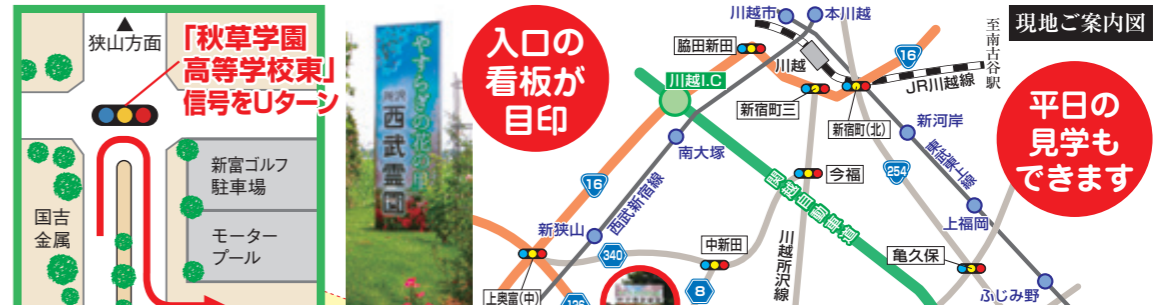 狭山方面
「秋草学園
高等学校東」
信号をUターン
新富ゴルフ
駐車場
モーター
プール
国吉
金属
やすらぎの花の里
所沢
西武霊園
入口の
看板が
目印
現地ご案内図
平日の
見学も
できます
川越市
本川越
脇田新田
川越
16
至南古谷駅
JR川越線
川越I.C
新宿町三
新宿町(北)
新河岸
南大塚
東武東上線
今福
254
16
関越自動車道
西武新宿線
上福岡
新狭山
340
中新田
川越所沢線
亀久保
8
上奥富(中)
126
ふじみ野